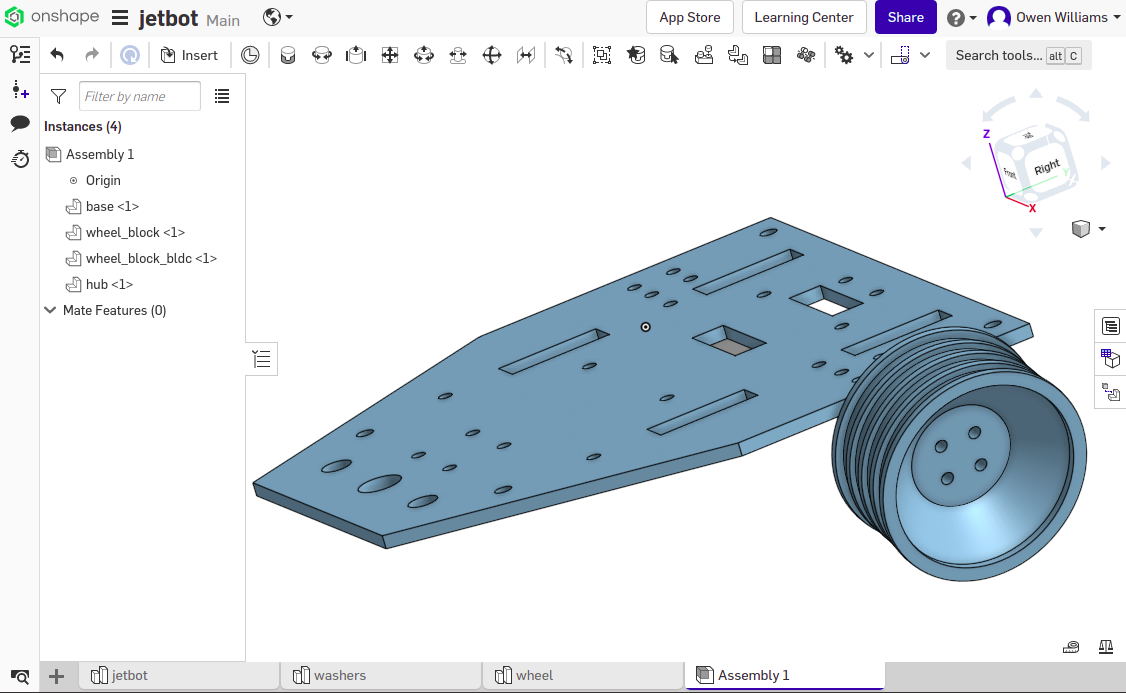 onshape jetbot Main App Store Learning Center Share Owen Williams
Insert Search tools... alt C
Filter by name
Instances (4)
Assembly 1
Origin
base <1>
wheel_block <1>
wheel_block_bldc <1>
hub <1>
Mate Features (0)
Z
Front
Right
Y
X
jetbot washers wheel Assembly 1